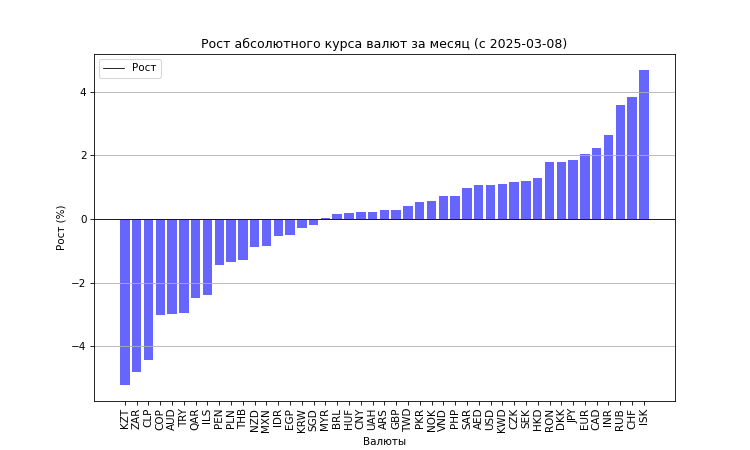 Рост абсолютного курса валют за месяц (с 2025-03-08)
Рост
4
2
0
−2
−4
Рост (%)
KZT ZAR CLP COP AUD TRY QAR ILS PEN PLN THB NZD MXN IDR EGP KRW SGD MYR BRL HUF CNY UAH ARS GBP TWD PKR NOK VND PHP SAR AED USD KWD CZK SEK HKD RON DKK JPY EUR CAD INR RUB CHF ISK
Валюты